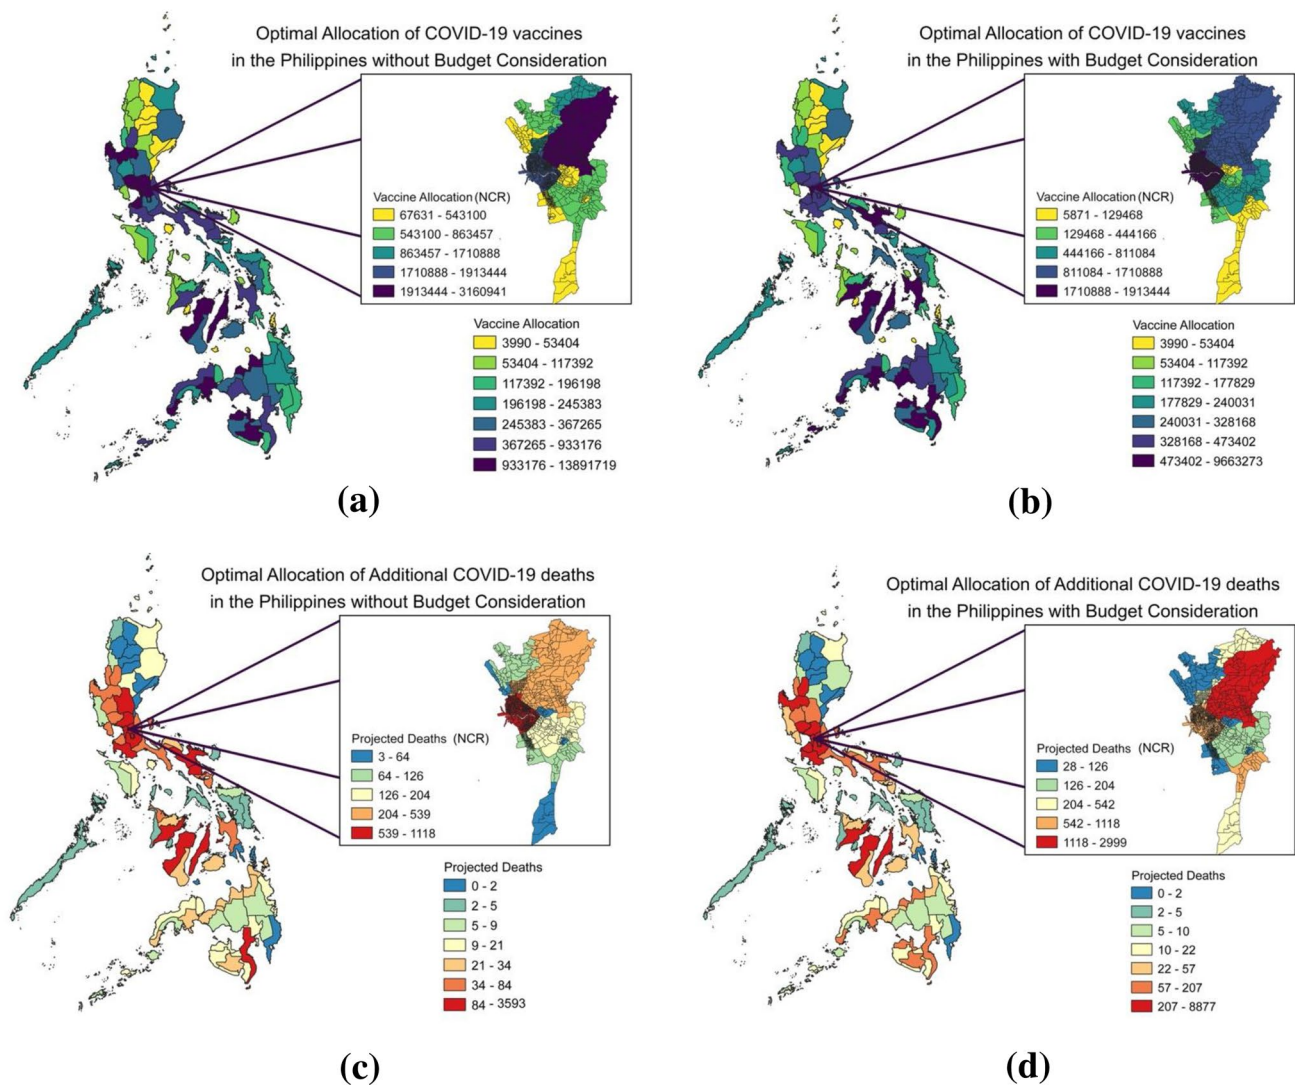 Optimal Allocation of COVID-19 vaccines
in the Philippines without Budget Consideration
Vaccine Allocation (NCR)
67631 - 543100
543100 - 863457
863457 - 1710888
1710888 - 1913444
1913444 - 3160941
Vaccine Allocation
3990 - 53404
53404 - 117392
117392 - 196198
196198 - 245383
245383 - 367265
367265 - 933176
933176 - 13891719
(a)
Optimal Allocation of COVID-19 vaccines
in the Philippines with Budget Consideration
Vaccine Allocation (NCR)
5871 - 129468
129468 - 444166
444166 - 811084
811084 - 1710888
1710888 - 1913444
Vaccine Allocation
3990 - 53404
53404 - 117392
117392 - 177829
177829 - 240031
240031 - 328168
328168 - 473402
473402 - 9663273
(b)
Optimal Allocation of Additional COVID-19 deaths
in the Philippines without Budget Consideration
Projected Deaths (NCR)
3 - 64
64 - 126
126 - 204
204 - 539
539 - 1118
Projected Deaths
0 - 2
2 - 5
5 - 9
9 - 21
21 - 34
34 - 84
84 - 3593
(c)
Optimal Allocation of Additional COVID-19 deaths
in the Philippines with Budget Consideration
Projected Deaths (NCR)
28 - 126
126 - 204
204 - 542
542 - 1118
1118 - 2999
Projected Deaths
0 - 2
2 - 5
5 - 10
10 - 22
22 - 57
57 - 207
207 - 8877
(d)